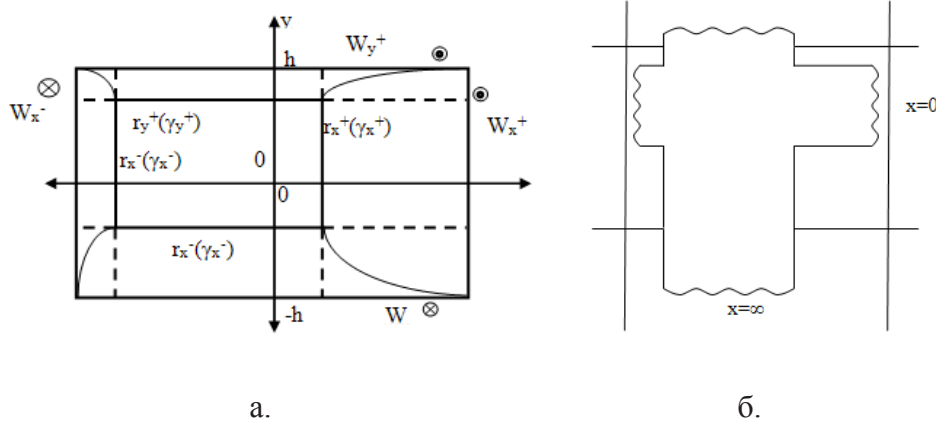 v
W_y^+
h
W_x^-
r_y^+(γ_y^+)
r_x^+(γ_x^+)
W_x^+
x=0
r_x^-(γ_x^-)
0
0
r_x^-(γ_x^-)
W
-h
x=∞
а.
б.